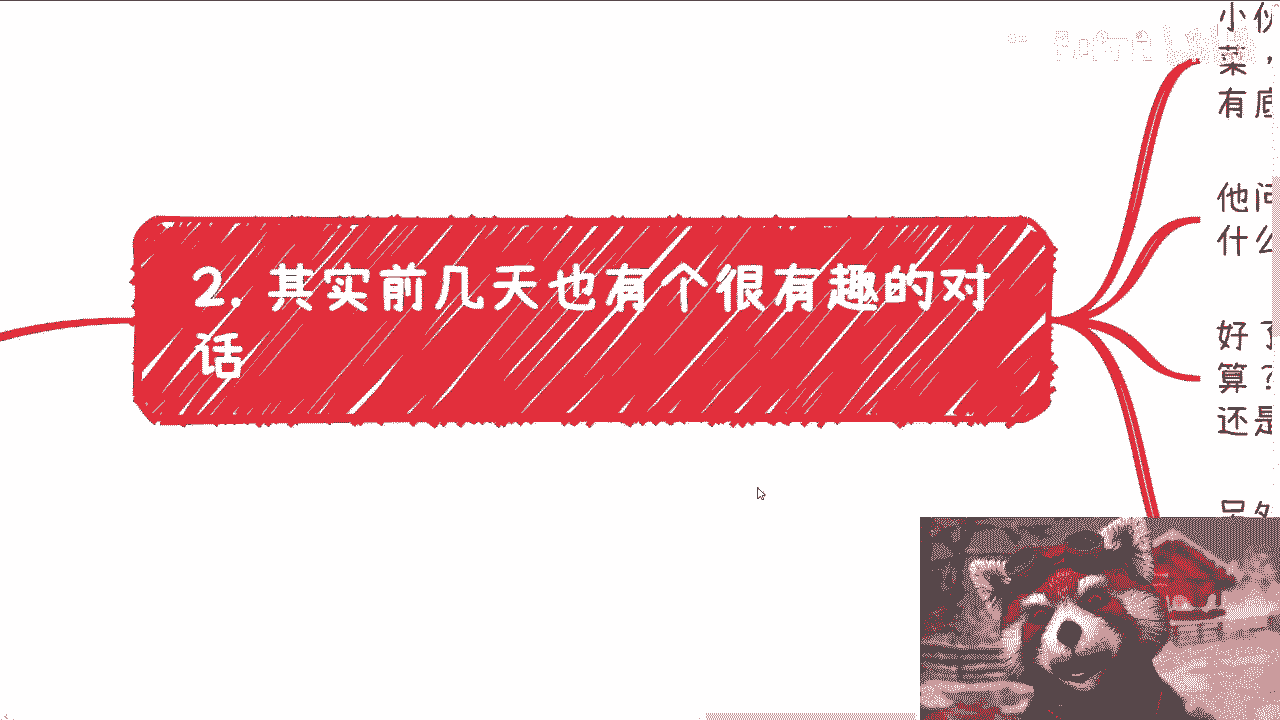 2. 其实前几天也有个很有趣的对
话
小伙
菜，
有底
他问
什么
好了
算？
还是
另外